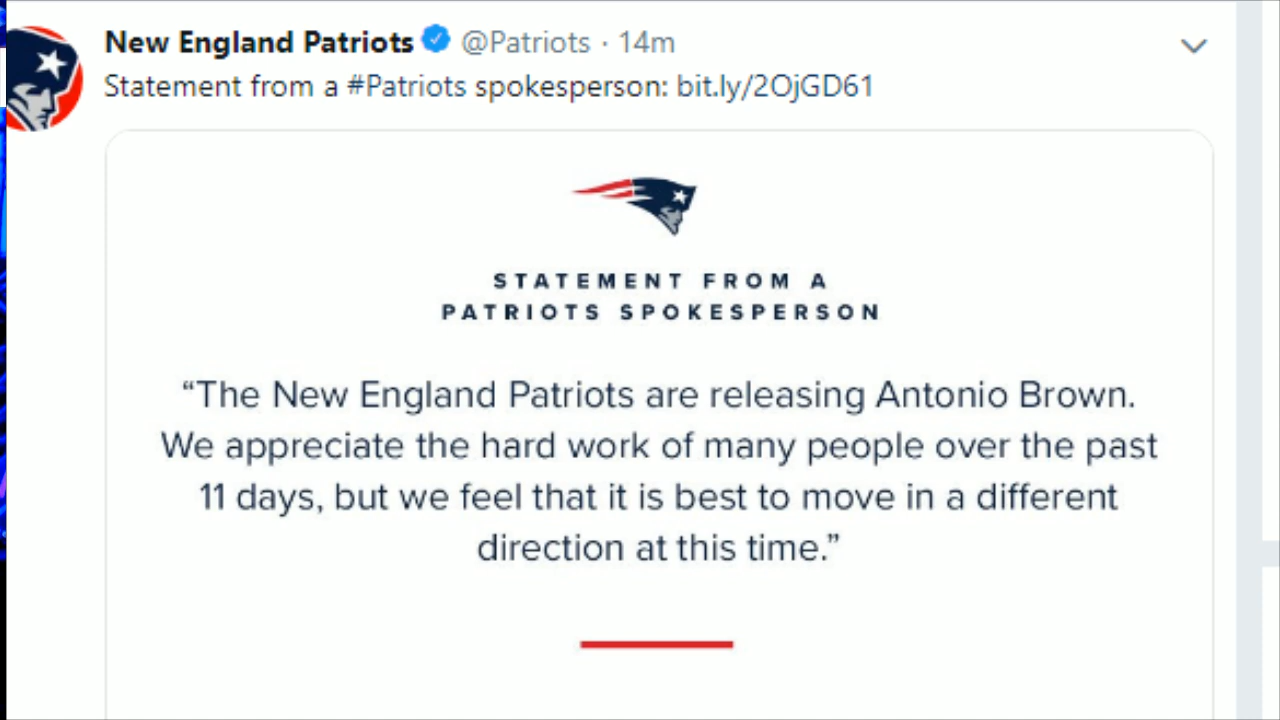 New England Patriots @Patriots · 14m
Statement from a #Patriots spokesperson: bit.ly/2OjGD61
STATEMENT FROM A
PATRIOTS SPOKESPERSON
“The New England Patriots are releasing Antonio Brown.
We appreciate the hard work of many people over the past
11 days, but we feel that it is best to move in a different
direction at this time.”